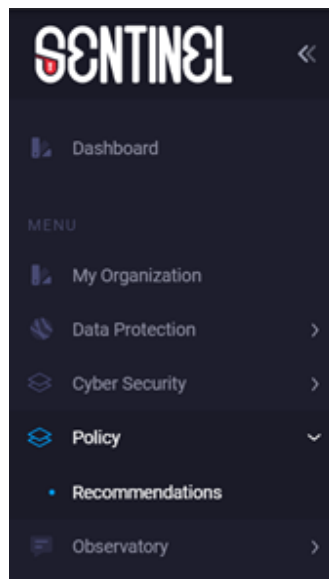 SENTINEL
Dashboard
MENU
My Organization
Data Protection
Cyber Security
Policy
Recommendations
Observatory